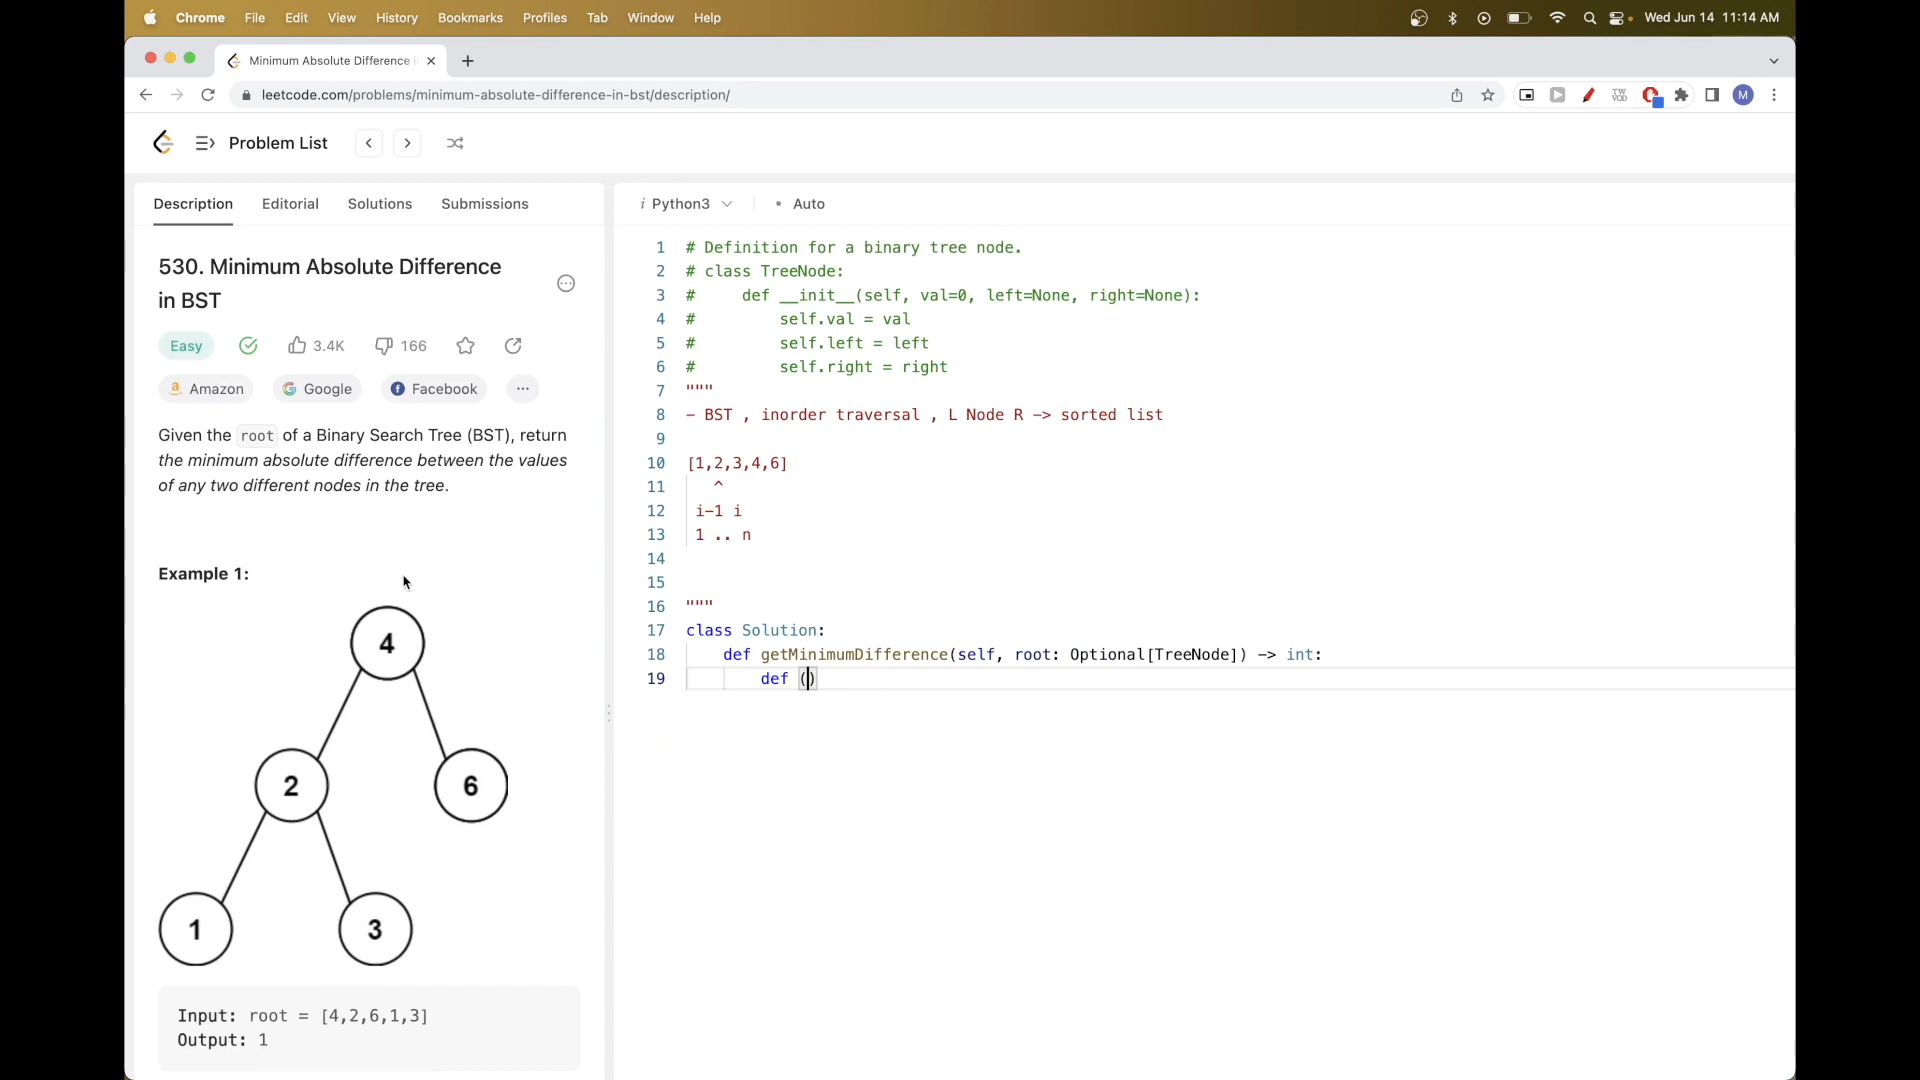 Chrome File Edit View History Bookmarks Profiles Tab Window Help
Wed Jun 14 11:14 AM
Minimum Absolute Difference i
leetcode.com/problems/minimum-absolute-difference-in-bst/description/
TW
VOD
M
Problem List
Description Editorial Solutions Submissions
530. Minimum Absolute Difference
in BST
Easy 3.4K 166
Amazon Google Facebook
Given the root of a Binary Search Tree (BST), return
the minimum absolute difference between the values
of any two different nodes in the tree.
Example 1:
4
2 6
1 3
Input: root = [4,2,6,1,3]
Output: 1
i Python3 • Auto
1 # Definition for a binary tree node.
2 # class TreeNode:
3 #     def __init__(self, val=0, left=None, right=None):
4 #         self.val = val
5 #         self.left = left
6 #         self.right = right
7 """
8 - BST , inorder traversal , L Node R -> sorted list
9
10 [1,2,3,4,6]
11    ^
12  i-1 i
13  1 .. n
14
15
16 """
17 class Solution:
18     def getMinimumDifference(self, root: Optional[TreeNode]) -> int:
19         def ()